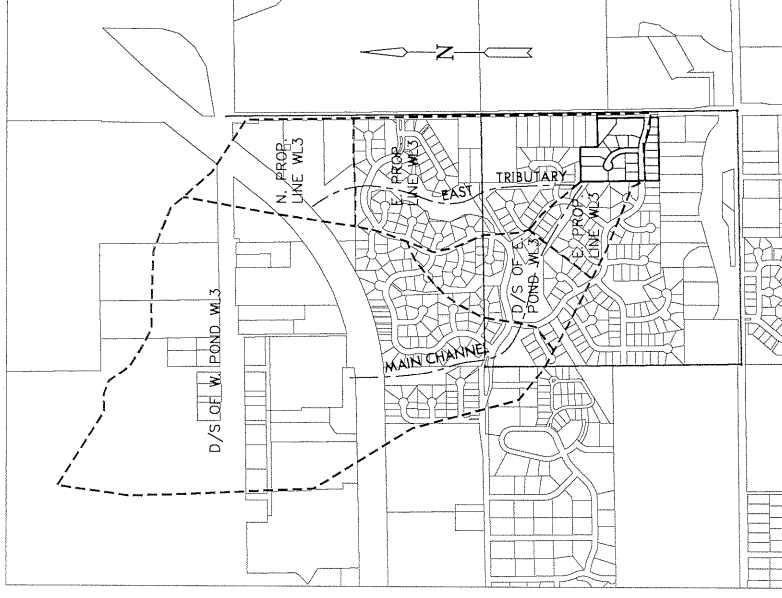 N
N. PROP.
LINE WL3
E. PROP.
LINE WL3
EAST TRIBUTARY
E. PROP.
LINE WL3
D/S OF E.
POND WL3
D/S OF W. POND WL3
MAIN CHANNEL